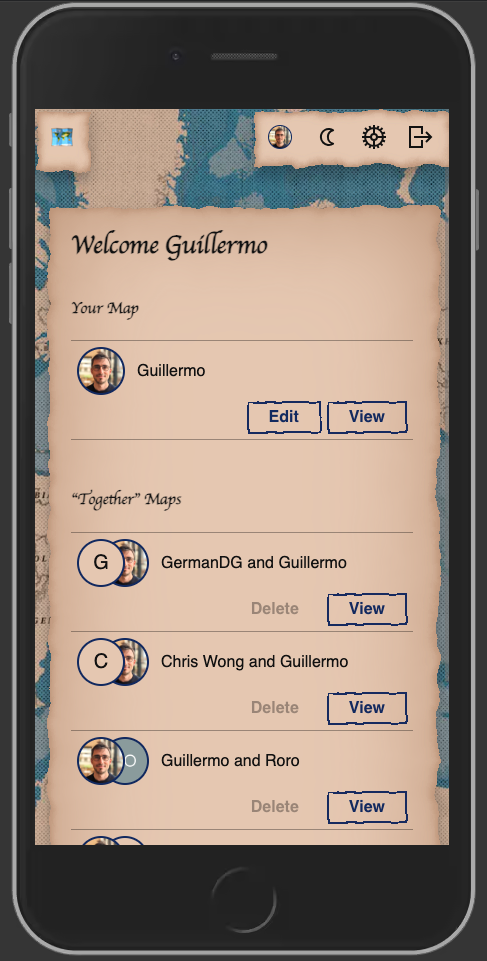 Welcome Guillermo
Your Map
Guillermo
Edit View
“Together” Maps
G GermanDG and Guillermo
Delete View
C Chris Wong and Guillermo
Delete View
Guillermo and Roro
Delete View